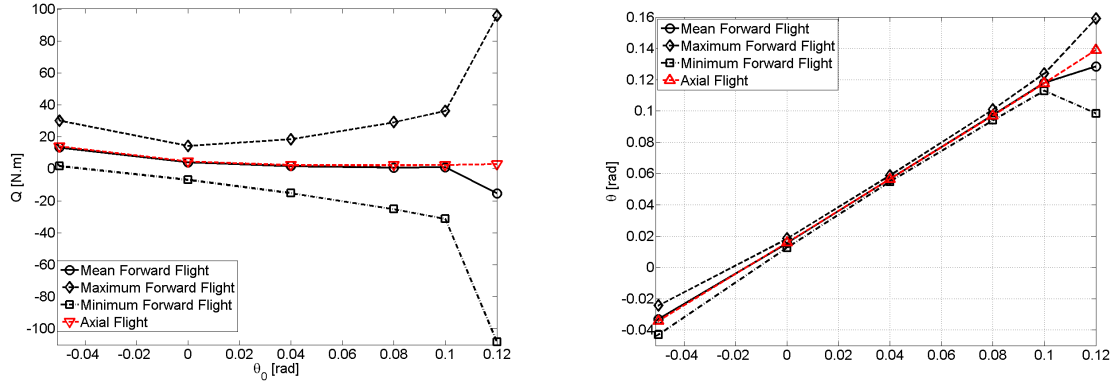 100
80
60
40
20
0
-20
-40
-60
-80
-100
Q [N.m]
Mean Forward Flight
Maximum Forward Flight
Minimum Forward Flight
Axial Flight
-0.04 -0.02 0 0.02 0.04 0.06 0.08 0.1 0.12
θ0 [rad]
0.16
0.14
0.12
0.1
0.08
0.06
0.04
0.02
0
-0.02
-0.04
θ [rad]
Mean Forward Flight
Maximum Forward Flight
Minimum Forward Flight
Axial Flight
-0.04 -0.02 0 0.02 0.04 0.06 0.08 0.1 0.12